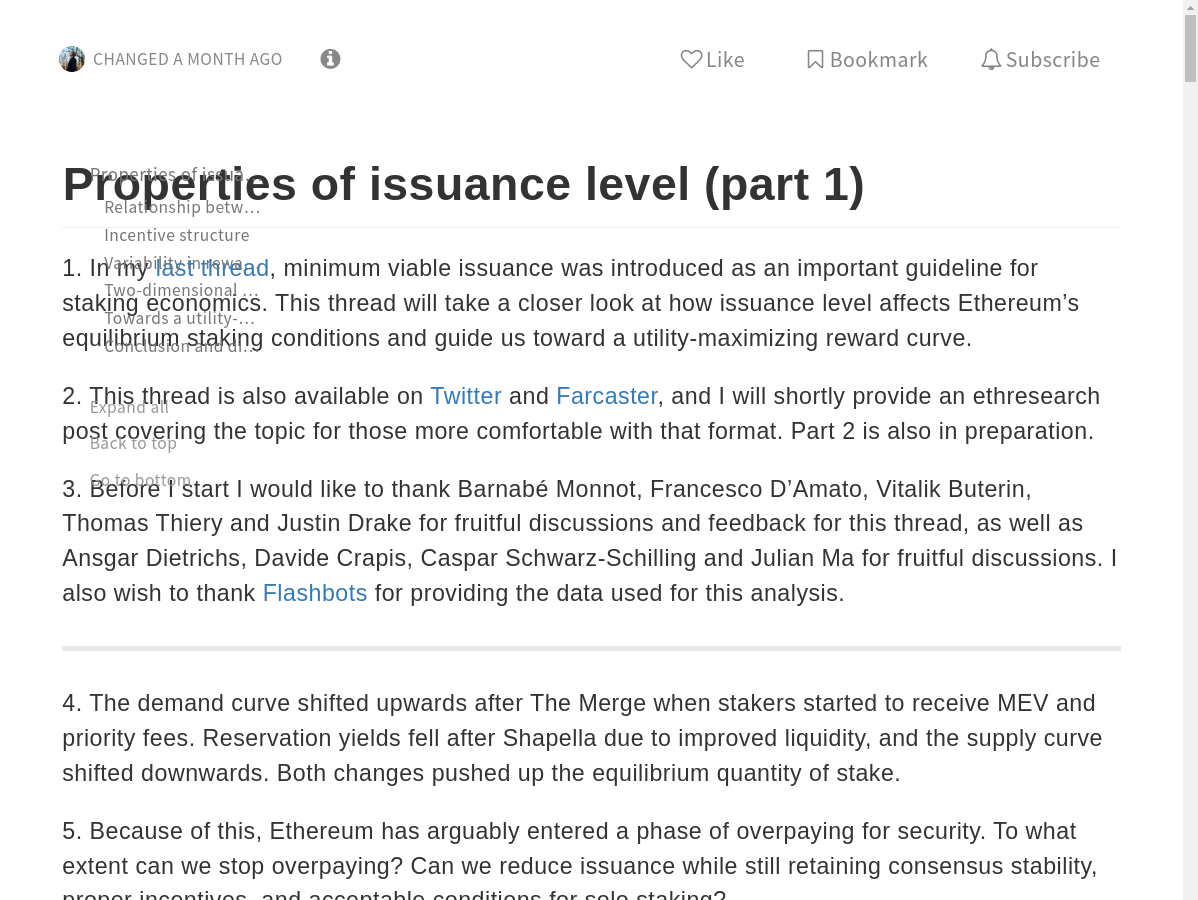 CHANGED A MONTH AGO
Like
Bookmark
Subscribe
Properties of issuance level (part 1)
Properties of issua…
Relationship betw…
Incentive structure
Variability in rewa…
Two-dimensional …
Towards a utility-…
Conclusion and di…
Expand all
Back to top
Go to bottom
1. In my last thread, minimum viable issuance was introduced as an important guideline for
staking economics. This thread will take a closer look at how issuance level affects Ethereum’s
equilibrium staking conditions and guide us toward a utility-maximizing reward curve.
2. This thread is also available on Twitter and Farcaster, and I will shortly provide an ethresearch
post covering the topic for those more comfortable with that format. Part 2 is also in preparation.
3. Before I start I would like to thank Barnabé Monnot, Francesco D’Amato, Vitalik Buterin,
Thomas Thiery and Justin Drake for fruitful discussions and feedback for this thread, as well as
Ansgar Dietrichs, Davide Crapis, Caspar Schwarz-Schilling and Julian Ma for fruitful discussions. I
also wish to thank Flashbots for providing the data used for this analysis.
4. The demand curve shifted upwards after The Merge when stakers started to receive MEV and
priority fees. Reservation yields fell after Shapella due to improved liquidity, and the supply curve
shifted downwards. Both changes pushed up the equilibrium quantity of stake.
5. Because of this, Ethereum has arguably entered a phase of overpaying for security. To what
extent can we stop overpaying? Can we reduce issuance while still retaining consensus stability,
proper incentives, and acceptable conditions for solo staking?